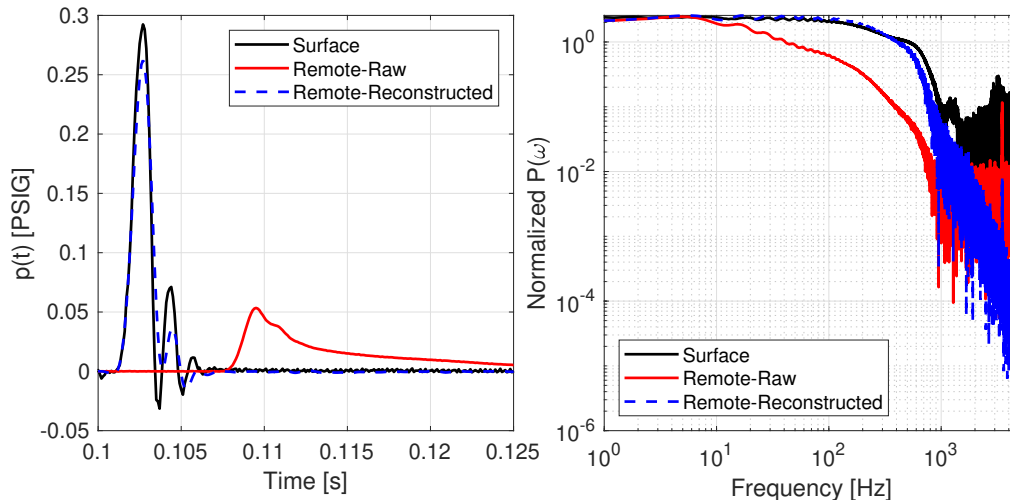 p(t) [PSIG]
0.3
0.25
0.2
0.15
0.1
0.05
0
-0.05
0.1
0.105
0.11
0.115
0.12
0.125
Time [s]
Surface
Remote-Raw
Remote-Reconstructed
Normalized P(ω)
10^0
10^-2
10^-4
10^-6
10^0
10^1
10^2
10^3
Frequency [Hz]
Surface
Remote-Raw
Remote-Reconstructed